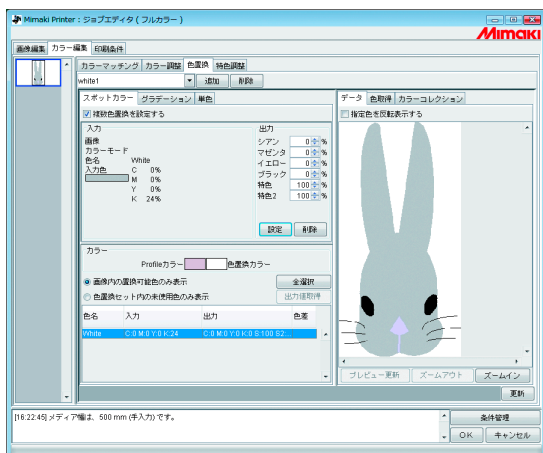 Mimaki Printer : ジョブエディタ ( フルカラー )
Mimaki
画像編集 カラー編集 印刷条件
カラーマッチング カラー調整 色置換 特色調整
white1 追加 削除
スポットカラー グラデーション 単色
複数色置換を設定する
入力
画像
カラーモード
色名 White
入力色 C 0%
M 0%
Y 0%
K 24%
出力
シアン 0 %
マゼンタ 0 %
イエロー 0 %
ブラック 0 %
特色 100 %
特色2 100 %
設定 削除
カラー
Profileカラー 色置換カラー
画像内の置換可能色のみ表示 全選択
色置換セット内の未使用色のみ表示 出力値取得
色名 入力 出力 色差
White C:0 M:0 Y:0 K:24 C:0 M:0 Y:0 K:0 S:100 S2:...
データ 色取得 カラーコレクション
指定色を反転表示する
プレビュー更新 ズームアウト ズームイン
更新
[16:22:45] メディア幅は、500 mm (手入力) です。
条件管理
OK キャンセル